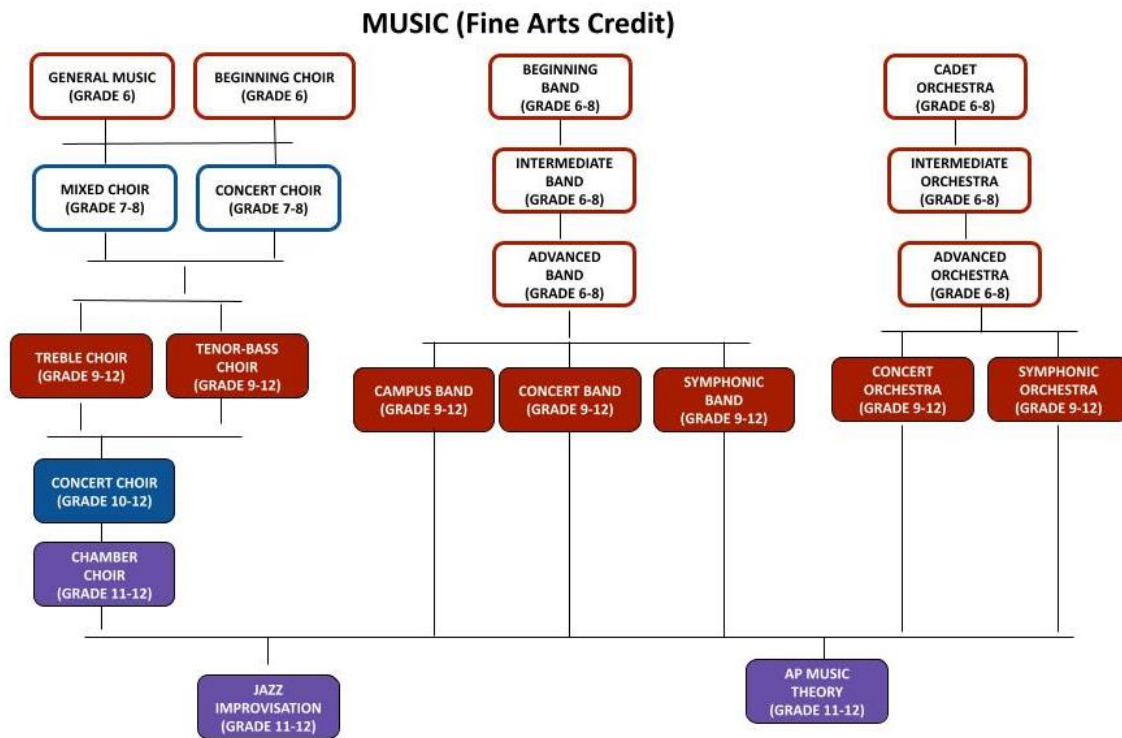 MUSIC (Fine Arts Credit)
GENERAL MUSIC
(GRADE 6)
BEGINNING CHOIR
(GRADE 6)
BEGINNING
BAND
(GRADE 6-8)
CADET
ORCHESTRA
(GRADE 6-8)
MIXED CHOIR
(GRADE 7-8)
CONCERT CHOIR
(GRADE 7-8)
INTERMEDIATE
BAND
(GRADE 6-8)
INTERMEDIATE
ORCHESTRA
(GRADE 6-8)
ADVANCED
BAND
(GRADE 6-8)
ADVANCED
ORCHESTRA
(GRADE 6-8)
TREBLE CHOIR
(GRADE 9-12)
TENOR-BASS
CHOIR
(GRADE 9-12)
CAMPUS BAND
(GRADE 9-12)
CONCERT BAND
(GRADE 9-12)
SYMPHONIC
BAND
(GRADE 9-12)
CONCERT
ORCHESTRA
(GRADE 9-12)
SYMPHONIC
ORCHESTRA
(GRADE 9-12)
CONCERT CHOIR
(GRADE 10-12)
CHAMBER
CHOIR
(GRADE 11-12)
JAZZ
IMPROVISATION
(GRADE 11-12)
AP MUSIC
THEORY
(GRADE 11-12)